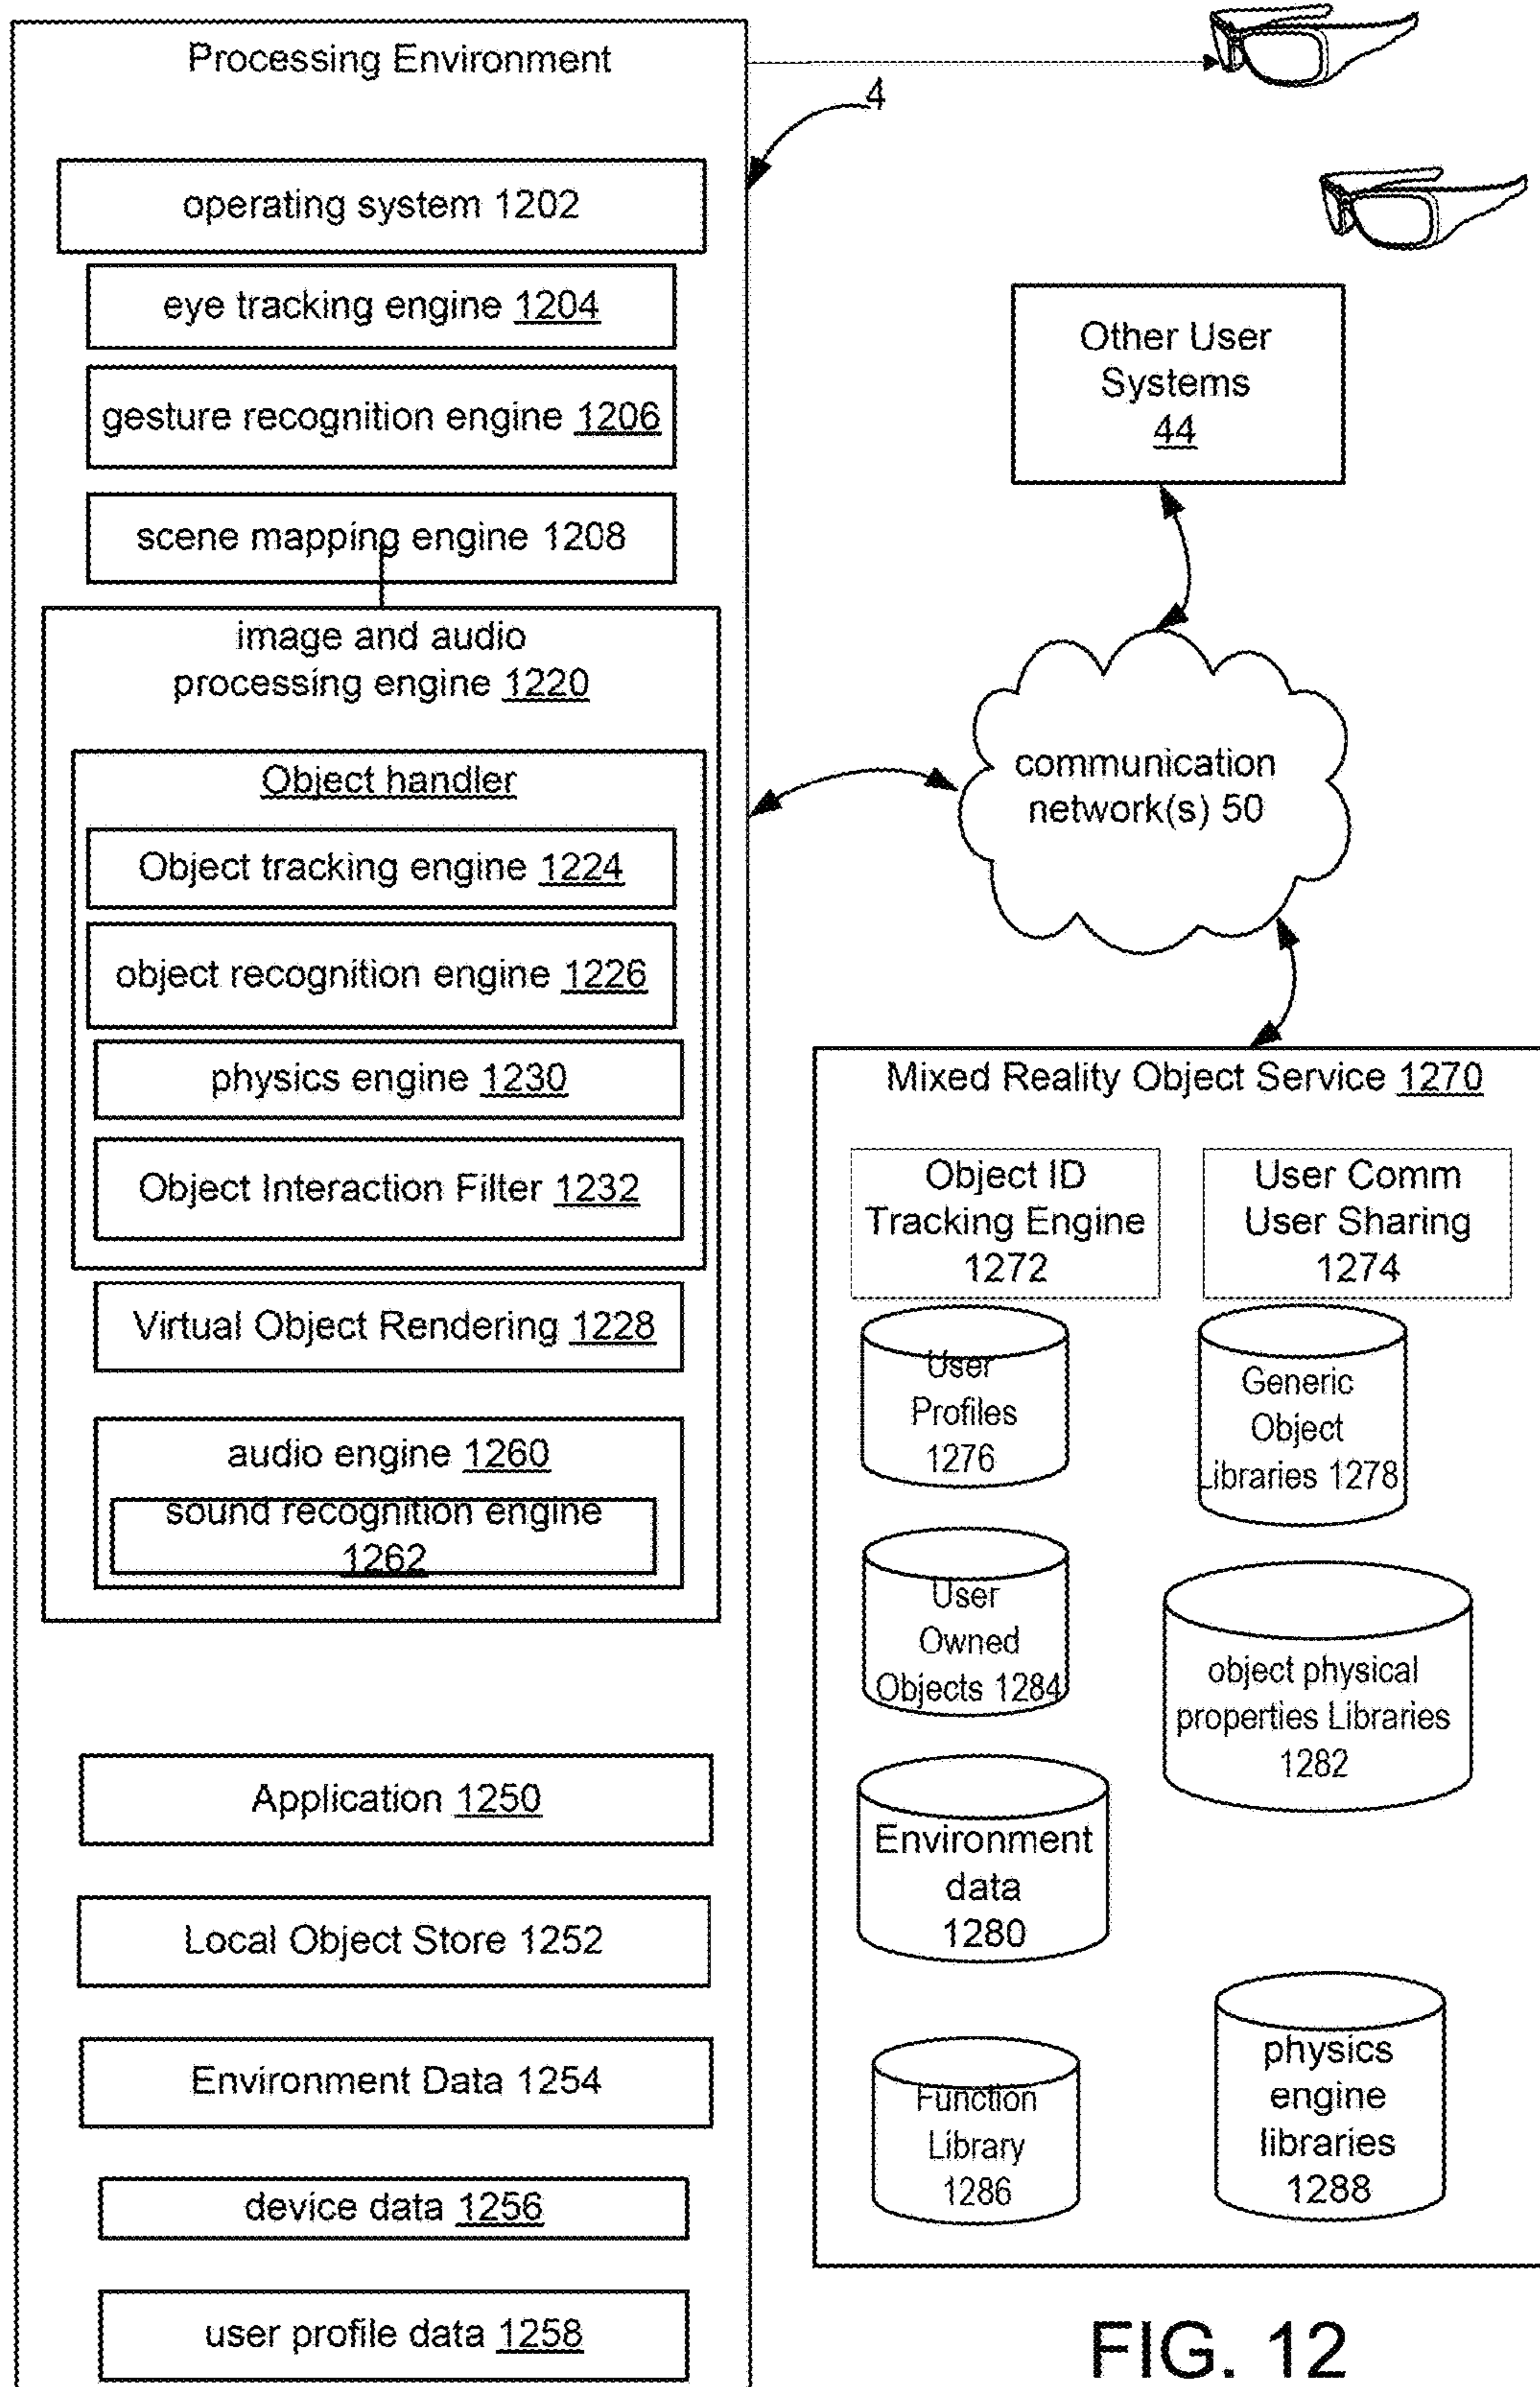 Processing Environment
4
operating system 1202
eye tracking engine 1204
gesture recognition engine 1206
scene mapping engine 1208
image and audio
processing engine 1220
Object handler
Object tracking engine 1224
object recognition engine 1226
physics engine 1230
Object Interaction Filter 1232
Virtual Object Rendering 1228
audio engine 1260
sound recognition engine
1262
Application 1250
Local Object Store 1252
Environment Data 1254
device data 1256
user profile data 1258
Other User
Systems
44
communication
network(s) 50
Mixed Reality Object Service 1270
Object ID
Tracking Engine
1272
User Comm
User Sharing
1274
User
Profiles
1276
Generic
Object
Libraries 1278
User
Owned
Objects 1284
object physical
properties Libraries
1282
Environment
data
1280
Function
Library
1286
physics
engine
libraries
1288
FIG. 12